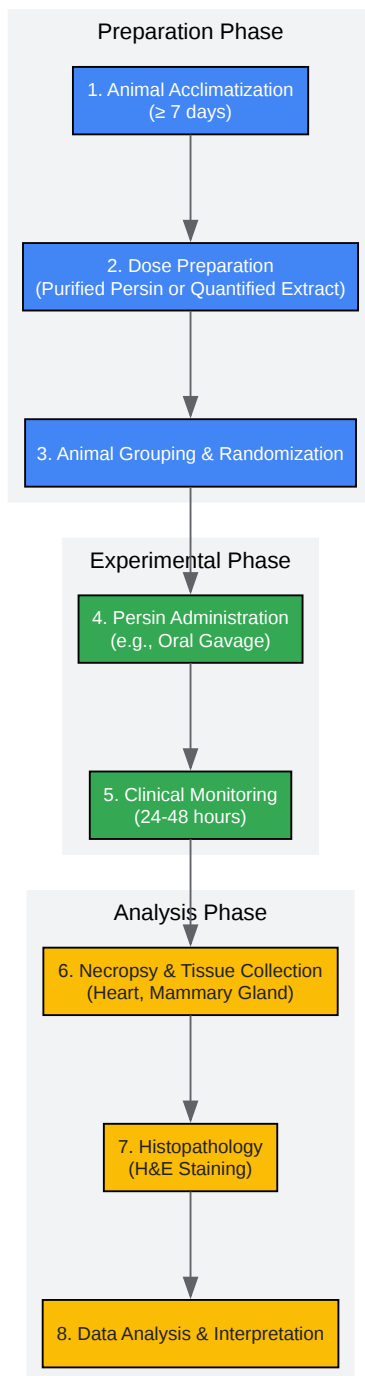 Preparation Phase
1. Animal Acclimatization
(≥ 7 days)
2. Dose Preparation
(Purified Persin or Quantified Extract)
3. Animal Grouping & Randomization
Experimental Phase
4. Persin Administration
(e.g., Oral Gavage)
5. Clinical Monitoring
(24-48 hours)
Analysis Phase
6. Necropsy & Tissue Collection
(Heart, Mammary Gland)
7. Histopathology
(H&E Staining)
8. Data Analysis & Interpretation